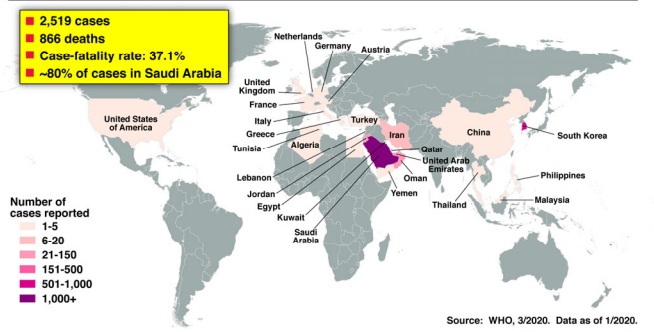 2,519 cases
866 deaths
Case-fatality rate: 37.1%
~80% of cases in Saudi Arabia
Netherlands
Germany
Austria
United
Kingdom
France
Italy
Greece
Tunisia
Algeria
Turkey
Iran
China
South Korea
United States
of America
Qatar
United Arab
Emirates
Oman
Yemen
Lebanon
Jordan
Egypt
Kuwait
Saudi
Arabia
Thailand
Philippines
Malaysia
Number of
cases reported
1-5
6-20
21-150
151-500
501-1,000
1,000+
Source: WHO, 3/2020. Data as of 1/2020.